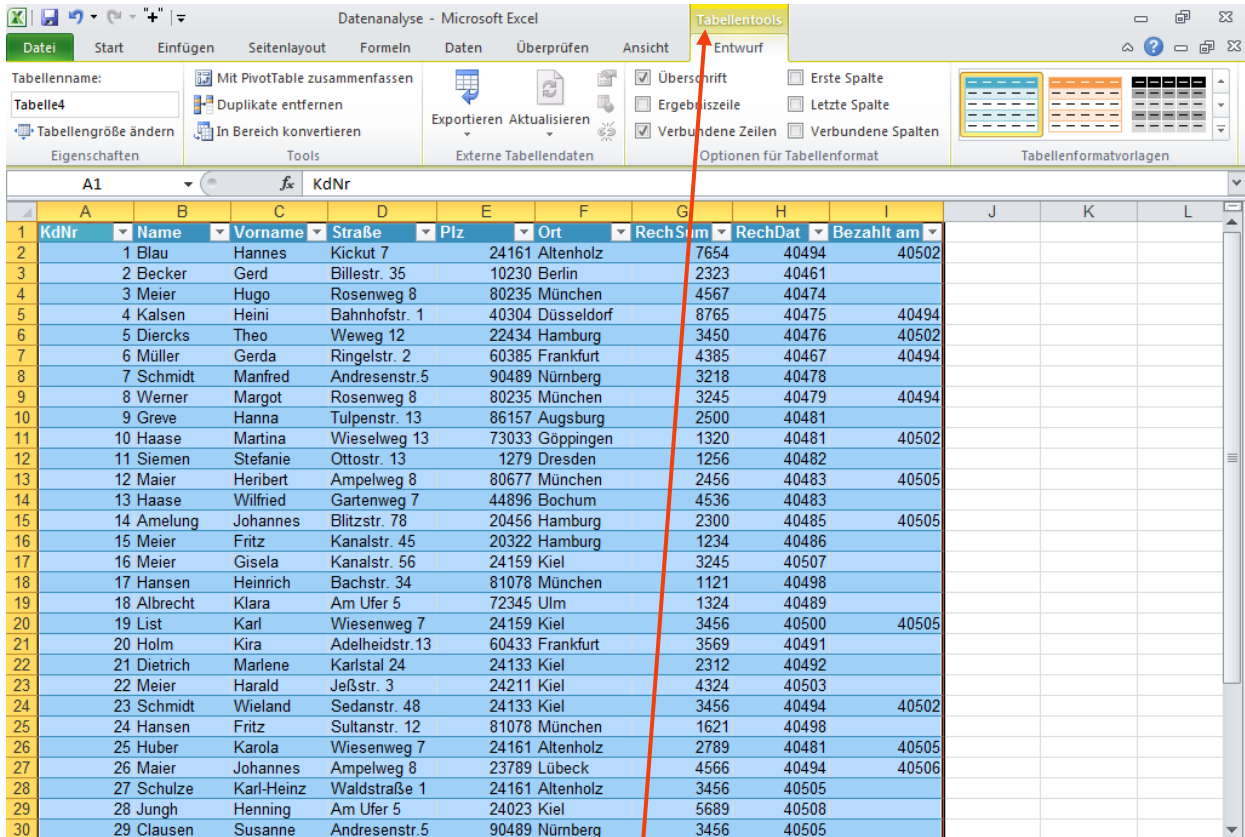 Datenanalyse - Microsoft Excel
Tabellentools
Datei Start Einfügen Seitenlayout Formeln Daten Überprüfen Ansicht Entwurf
Tabellenname:
Tabelle4
Tabellengröße ändern
Eigenschaften
Mit PivotTable zusammenfassen
Duplikate entfernen
In Bereich konvertieren
Tools
Exportieren Aktualisieren
Externe Tabellendaten
Überschrift Erste Spalte
Ergebniszeile Letzte Spalte
Verbundene Zeilen Verbundene Spalten
Optionen für Tabellenformat
Tabellenformatvorlagen
A1 fx KdNr
A B C D E F G H I J K L
1 KdNr Name Vorname Straße Plz Ort RechSum RechDat Bezahlt am
2 1 Blau Hannes Kickut 7 24161 Altenholz 7654 40494 40502
3 2 Becker Gerd Billestr. 35 10230 Berlin 2323 40461
4 3 Meier Hugo Rosenweg 8 80235 München 4567 40474
5 4 Kalsen Heini Bahnhofstr. 1 40304 Düsseldorf 8765 40475 40494
6 5 Diercks Theo Weweg 12 22434 Hamburg 3450 40476 40502
7 6 Müller Gerda Ringelstr. 2 60385 Frankfurt 4385 40467 40494
8 7 Schmidt Manfred Andresenstr.5 90489 Nürnberg 3218 40478
9 8 Werner Margot Rosenweg 8 80235 München 3245 40479 40494
10 9 Greve Hanna Tulpenstr. 13 86157 Augsburg 2500 40481
11 10 Haase Martina Wieselweg 13 73033 Göppingen 1320 40481 40502
12 11 Siemen Stefanie Ottostr. 13 1279 Dresden 1256 40482
13 12 Maier Heribert Ampelweg 8 80677 München 2456 40483 40505
14 13 Haase Wilfried Gartenweg 7 44896 Bochum 4536 40483
15 14 Amelung Johannes Blitzstr. 78 20456 Hamburg 2300 40485 40505
16 15 Meier Fritz Kanalstr. 45 20322 Hamburg 1234 40486
17 16 Meier Gisela Kanalstr. 56 24159 Kiel 3245 40507
18 17 Hansen Heinrich Bachstr. 34 81078 München 1121 40498
19 18 Albrecht Klara Am Ufer 5 72345 Ulm 1324 40489
20 19 List Karl Wiesenweg 7 24159 Kiel 3456 40500 40505
21 20 Holm Kira Adelheidstr.13 60433 Frankfurt 3569 40491
22 21 Dietrich Marlene Karlstal 24 24133 Kiel 2312 40492
23 22 Meier Harald Jeßstr. 3 24211 Kiel 4324 40503
24 23 Schmidt Wieland Sedanstr. 48 24133 Kiel 3456 40494 40502
25 24 Hansen Fritz Sultanstr. 12 81078 München 1621 40498
26 25 Huber Karola Wiesenweg 7 24161 Altenholz 2789 40481 40505
27 26 Maier Johannes Ampelweg 8 23789 Lübeck 4566 40494 40506
28 27 Schulze Karl-Heinz Waldstraße 1 24161 Altenholz 3456 40505
29 28 Jungh Henning Am Ufer 5 24023 Kiel 5689 40508
30 29 Clausen Susanne Andresenstr.5 90489 Nürnberg 3456 40505